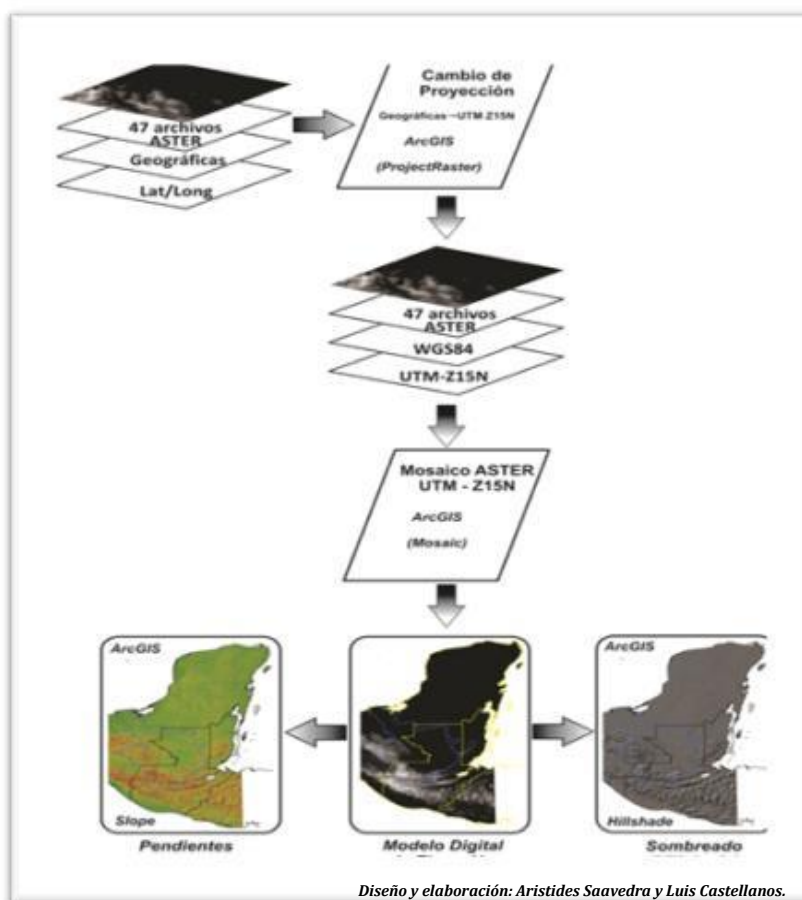 47 archivos
ASTER
Geográficas
Lat/Long
Cambio de
Proyección
Geográficas→UTM Z15N
ArcGIS
(ProjectRaster)
47 archivos
ASTER
WGS84
UTM-Z15N
Mosaico ASTER
UTM - Z15N
ArcGIS
(Mosaic)
ArcGIS
Slope
Pendientes
Modelo Digital
ArcGIS
Hillshade
Sombreado
Diseño y elaboración: Aristides Saavedra y Luis Castellanos.